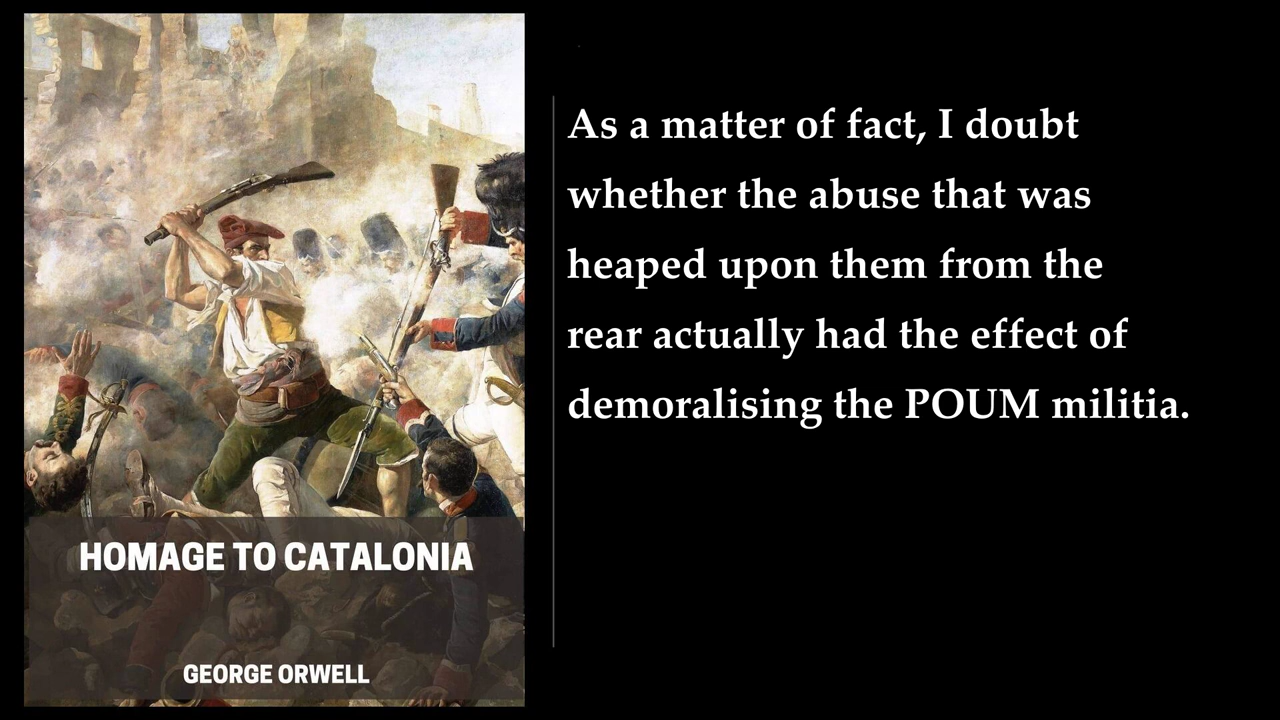 HOMAGE TO CATALONIA
GEORGE ORWELL
As a matter of fact, I doubt
whether the abuse that was
heaped upon them from the
rear actually had the effect of
demoralising the POUM militia.